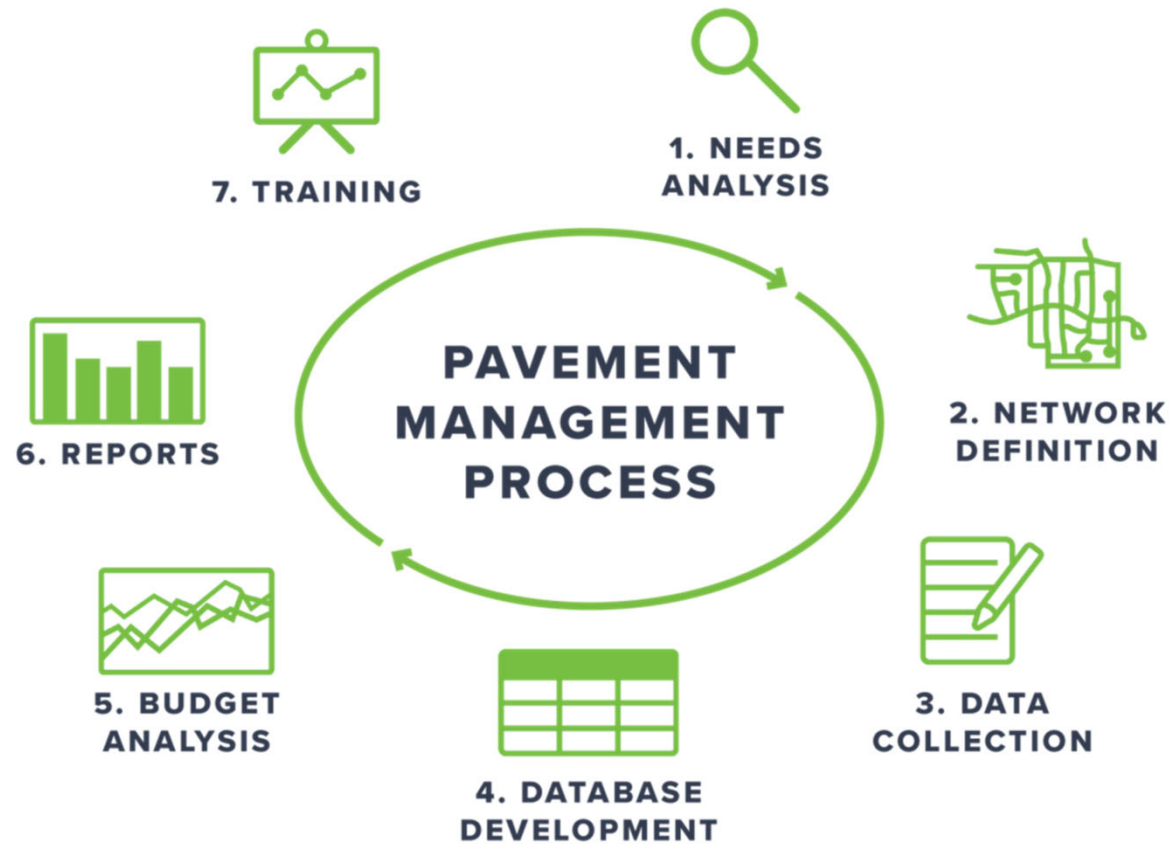 PAVEMENT
MANAGEMENT
PROCESS
1. NEEDS
ANALYSIS
2. NETWORK
DEFINITION
3. DATA
COLLECTION
4. DATABASE
DEVELOPMENT
5. BUDGET
ANALYSIS
6. REPORTS
7. TRAINING